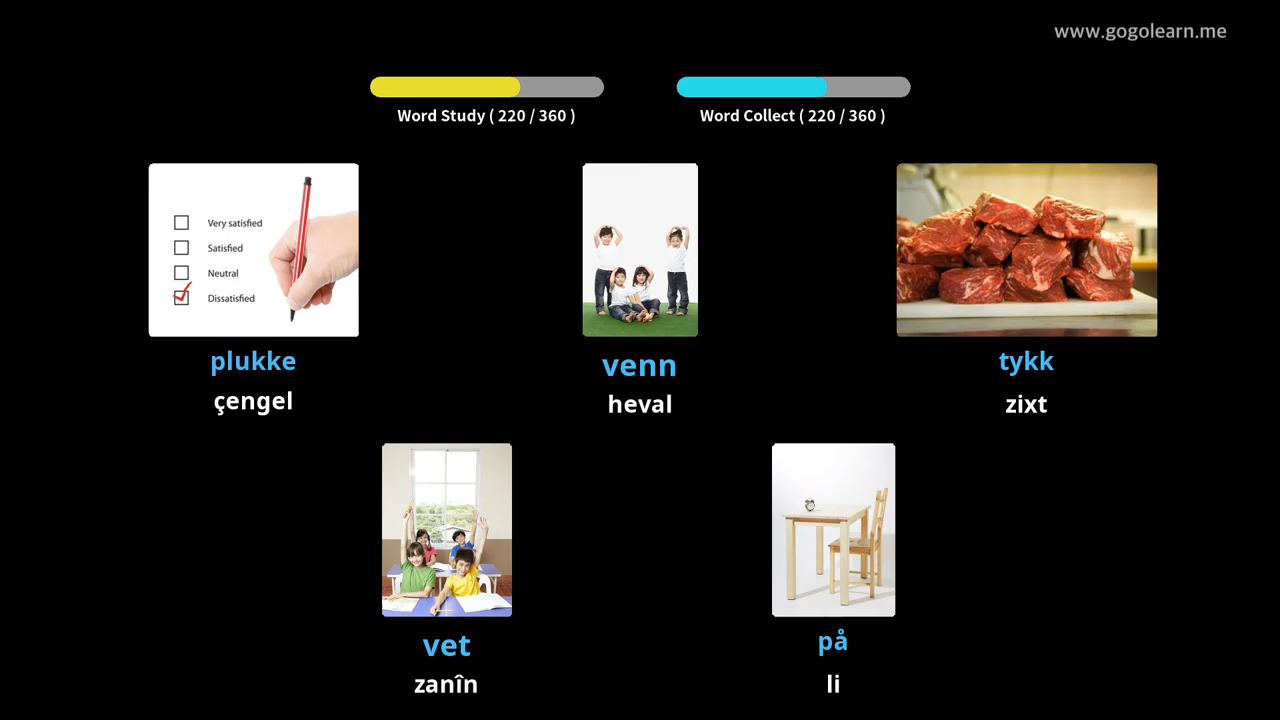 www.gogolearn.me
Word Study ( 220 / 360 )
Word Collect ( 220 / 360 )
Very satisfied
Satisfied
Neutral
Dissatisfied
plukke
çengel
venn
heval
tykk
zixt
vet
zanîn
på
li